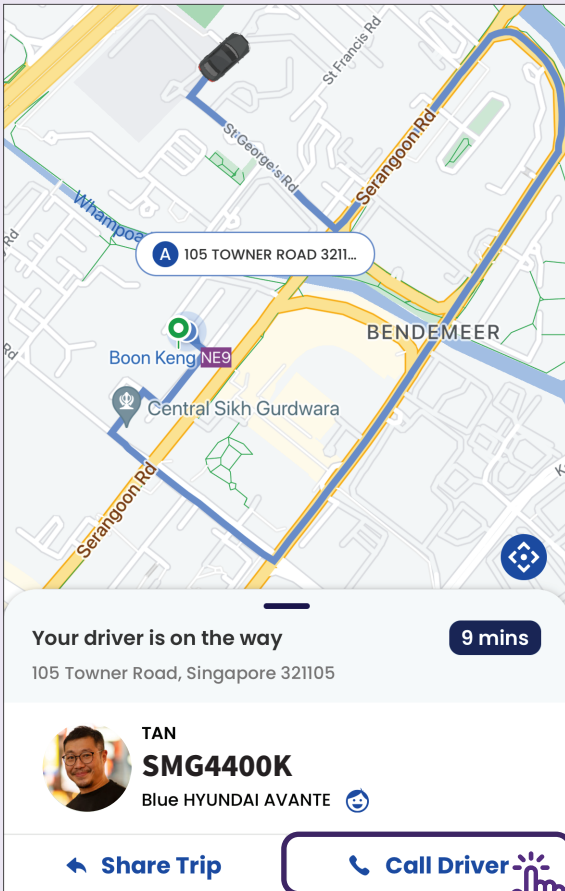 St Francis Rd
St George's Rd
Serangoon Rd
Whampoa
A 105 TOWNER ROAD 3211...
Rd
BENDEMEER
Boon Keng NE9
Rd
Central Sikh Gurdwara
Serangoon Rd
Your driver is on the way
9 mins
105 Towner Road, Singapore 321105
TAN
SMG4400K
Blue HYUNDAI AVANTE
Share Trip
Call Driver